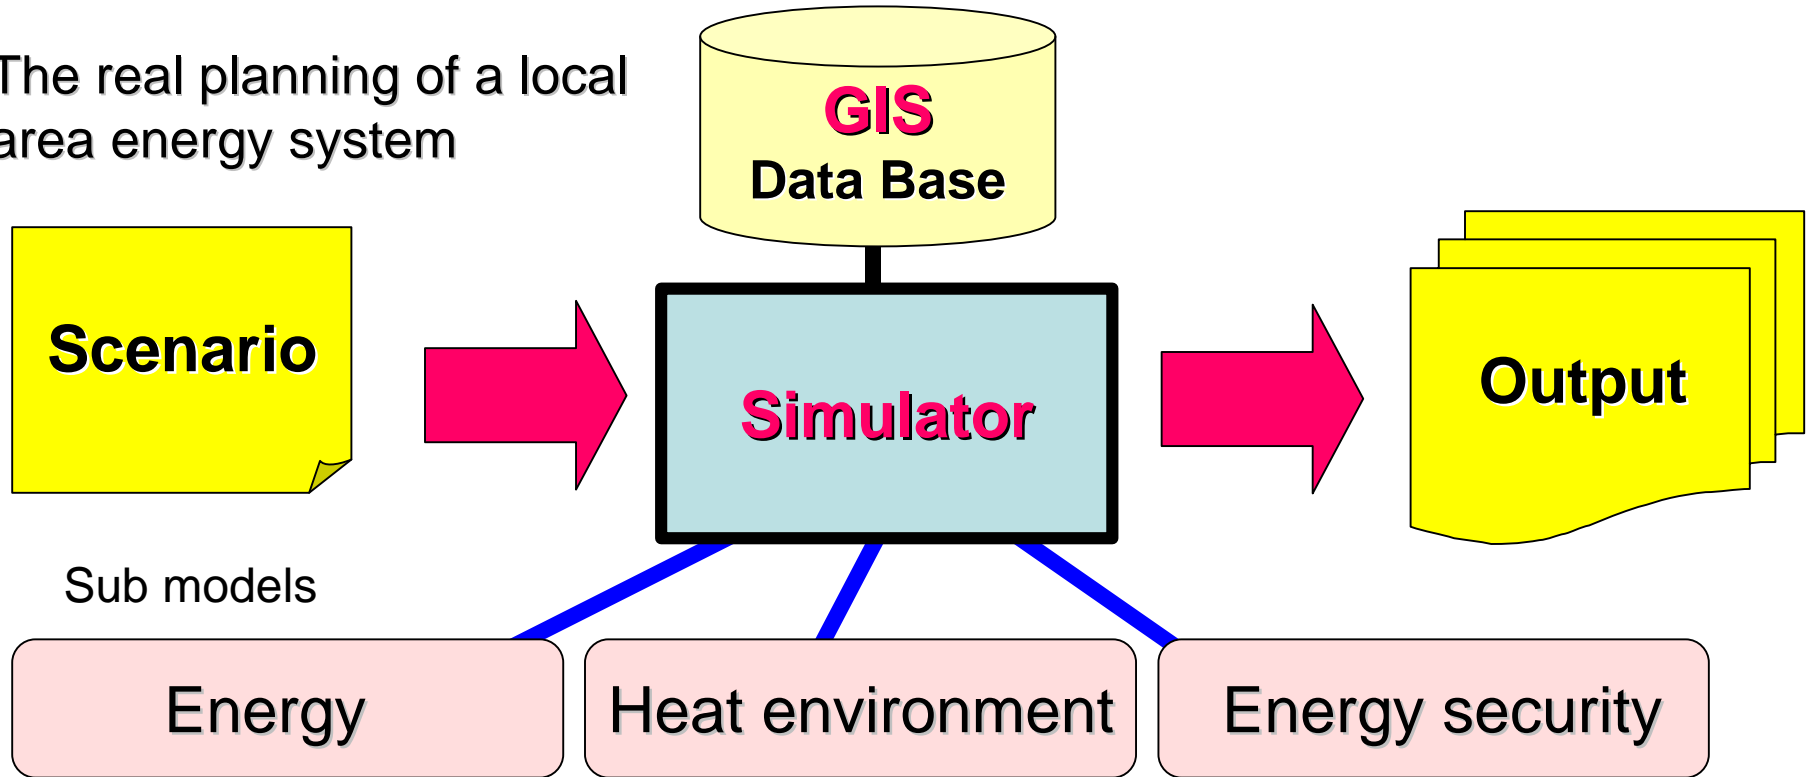 The real planning of a local
area energy system
GIS
Data Base
Scenario
Simulator
Output
Sub models
Energy
Heat environment
Energy security